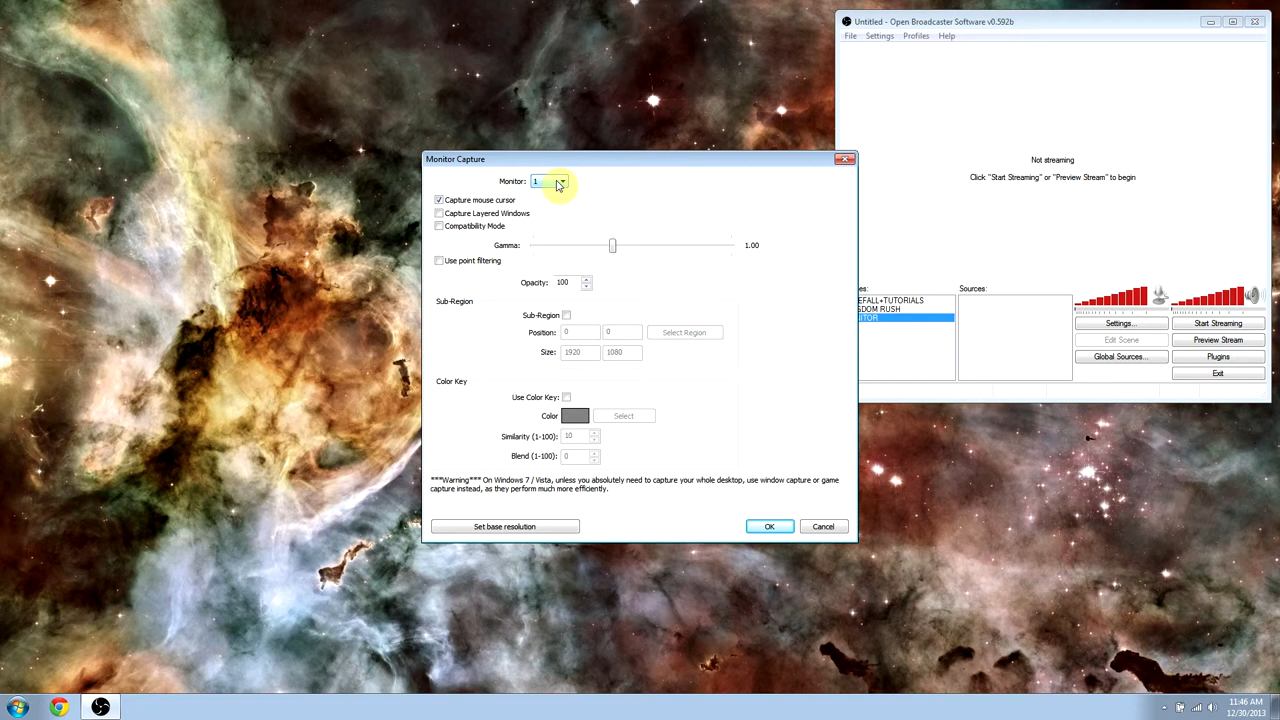 Untitled - Open Broadcaster Software v0.592b
File Settings Profiles Help
Not streaming
Click "Start Streaming" or "Preview Stream" to begin
Monitor Capture
Monitor: 1
Capture mouse cursor
Capture Layered Windows
Compatibility Mode
Gamma: 1.00
Use point filtering
Opacity: 100
Sub-Region
Sub-Region:
Position: 0 0 Select Region
Size: 1920 1080
Color Key
Use Color Key:
Color Select
Similarity (1-100): 10
Blend (1-100): 0
***Warning*** On Windows 7 / Vista, unless you absolutely need to capture your whole desktop, use window capture or game
capture instead, as they perform much more efficiently.
Set base resolution OK Cancel
es: Sources:
EFALL+TUTORIALS
SDOM RUSH
ITOR
Settings... Start Streaming
Edit Scene Preview Stream
Global Sources... Plugins
Exit
11:46 AM
12/30/2013